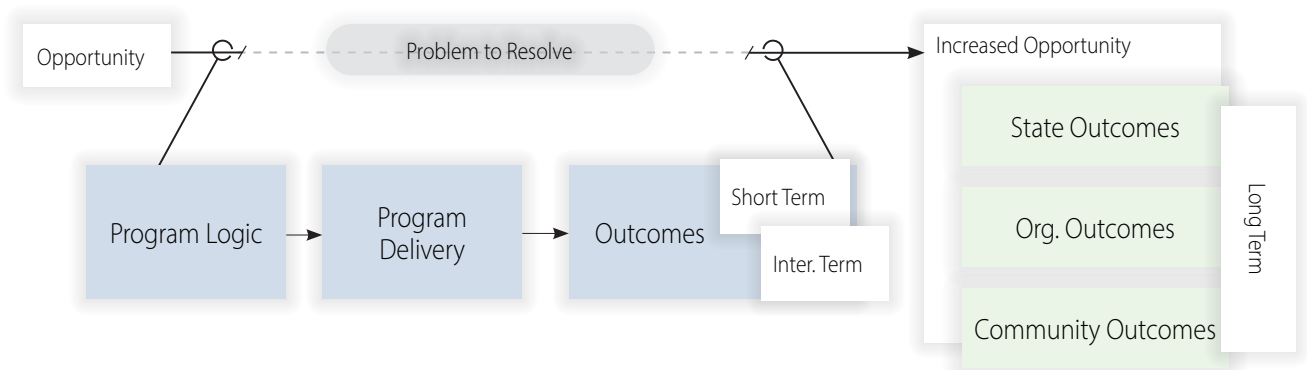 Opportunity
Problem to Resolve
Increased Opportunity
State Outcomes
Org. Outcomes
Community Outcomes
Long Term
Program Logic
Program
Delivery
Outcomes
Short Term
Inter. Term